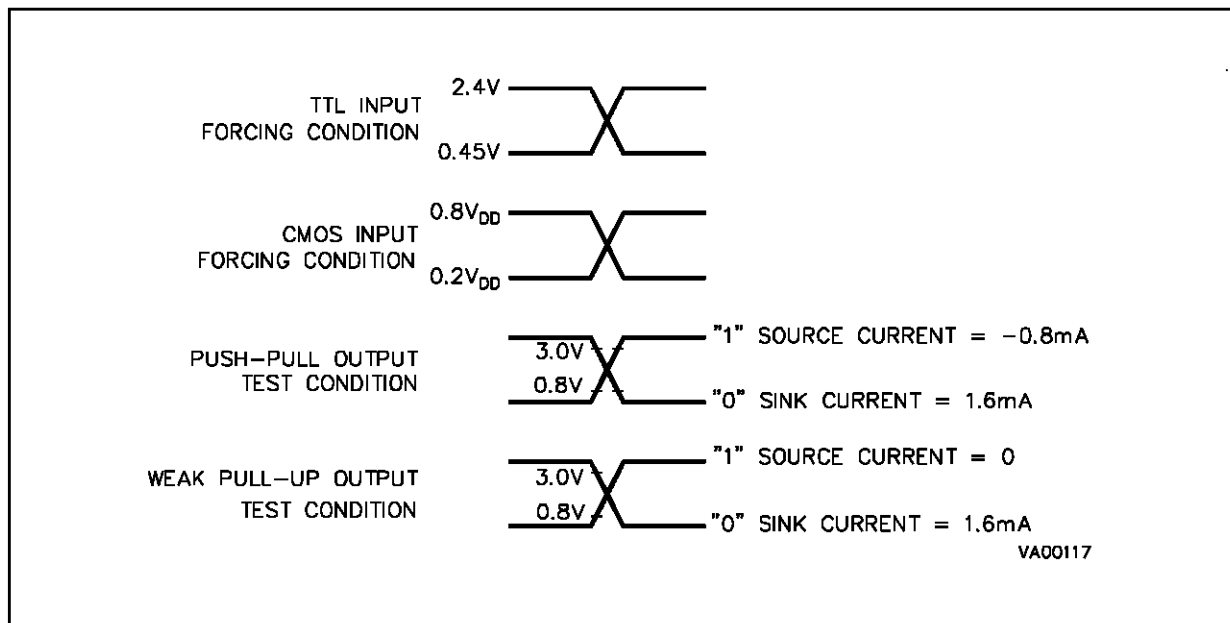 TTL INPUT
FORCING CONDITION
2.4V
0.45V
CMOS INPUT
FORCING CONDITION
0.8VDD
0.2VDD
PUSH-PULL OUTPUT
TEST CONDITION
3.0V
0.8V
"1" SOURCE CURRENT = -0.8mA
"0" SINK CURRENT = 1.6mA
WEAK PULL-UP OUTPUT
TEST CONDITION
3.0V
0.8V
"1" SOURCE CURRENT = 0
"0" SINK CURRENT = 1.6mA
VA00117